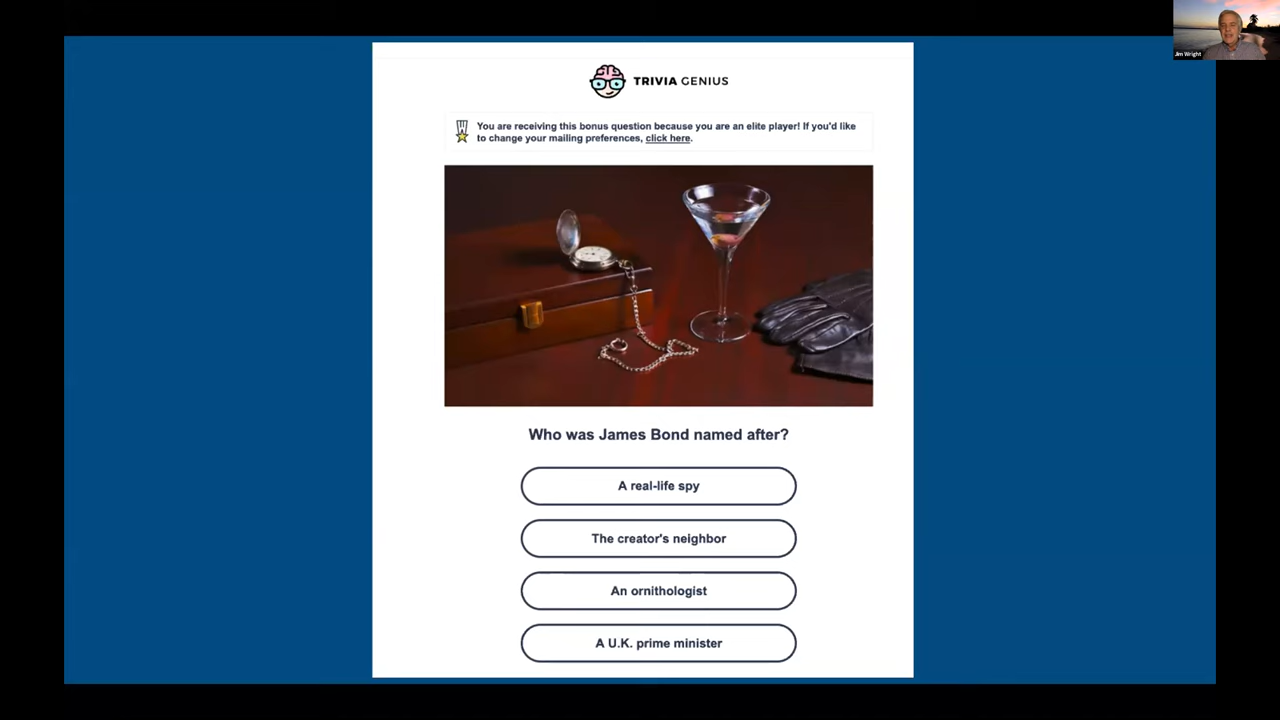 Jim Wright
TRIVIA GENIUS
You are receiving this bonus question because you are an elite player! If you'd like
to change your mailing preferences, click here.
Who was James Bond named after?
A real-life spy
The creator's neighbor
An ornithologist
A U.K. prime minister